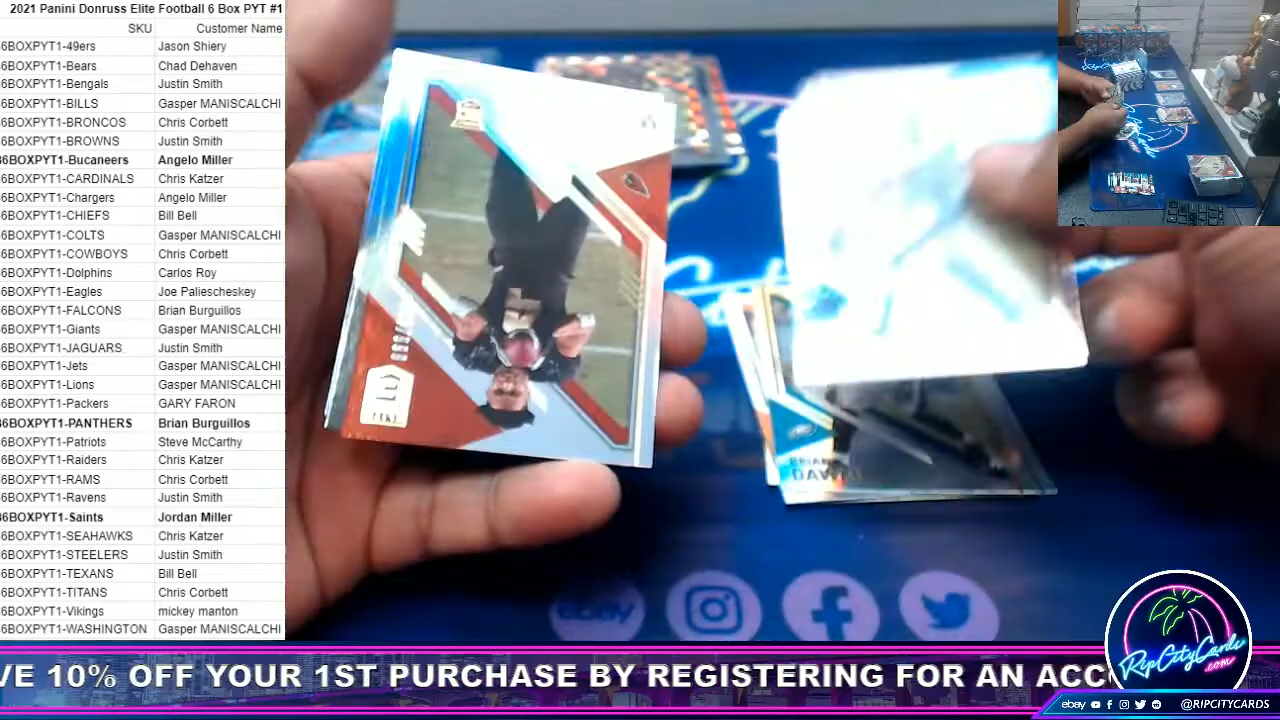 2021 Panini Donruss Elite Football 6 Box PYT #1
SKU Customer Name
6BOXPYT1-49ers Jason Shiery
6BOXPYT1-Bears Chad Dehaven
6BOXPYT1-Bengals Justin Smith
6BOXPYT1-BILLS Gasper MANISCALCHI
6BOXPYT1-BRONCOS Chris Corbett
6BOXPYT1-BROWNS Justin Smith
6BOXPYT1-Bucaneers Angelo Miller
6BOXPYT1-CARDINALS Chris Katzer
6BOXPYT1-Chargers Angelo Miller
6BOXPYT1-CHIEFS Bill Bell
6BOXPYT1-COLTS Gasper MANISCALCHI
6BOXPYT1-COWBOYS Chris Corbett
6BOXPYT1-Dolphins Carlos Roy
6BOXPYT1-Eagles Joe Paliescheskey
6BOXPYT1-FALCONS Brian Burguillos
6BOXPYT1-Giants Gasper MANISCALCHI
6BOXPYT1-JAGUARS Justin Smith
6BOXPYT1-Jets Gasper MANISCALCHI
6BOXPYT1-Lions Gasper MANISCALCHI
6BOXPYT1-Packers GARY FARON
6BOXPYT1-PANTHERS Brian Burguillos
6BOXPYT1-Patriots Steve McCarthy
6BOXPYT1-Raiders Chris Katzer
6BOXPYT1-RAMS Chris Corbett
6BOXPYT1-Ravens Justin Smith
6BOXPYT1-Saints Jordan Miller
6BOXPYT1-SEAHAWKS Chris Katzer
6BOXPYT1-STEELERS Justin Smith
6BOXPYT1-TEXANS Bill Bell
6BOXPYT1-TITANS Chris Corbett
6BOXPYT1-Vikings mickey manton
6BOXPYT1-WASHINGTON Gasper MANISCALCHI
BRIAN
DAW
ebay
VE 10% OFF YOUR 1ST PURCHASE BY REGISTERING FOR AN ACC
RipCityCards
.com
ebay @RIPCITYCARDS